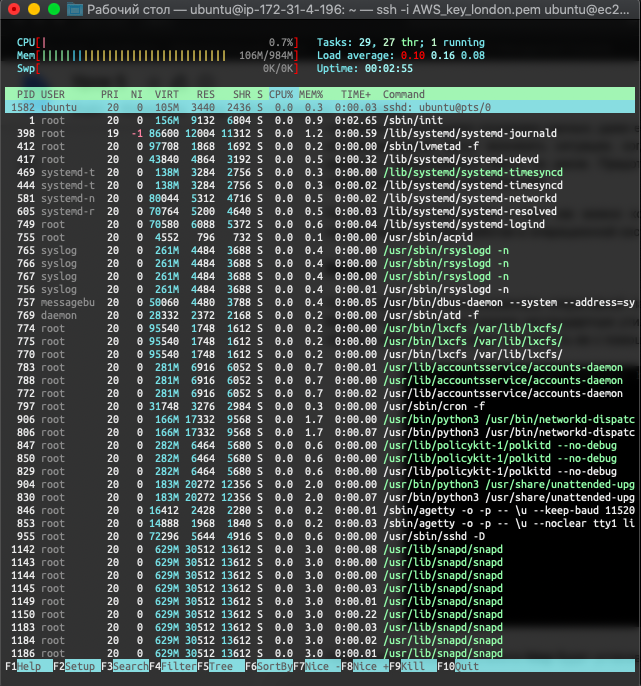 Рабочий стол — ubuntu@ip-172-31-4-196: ~ — ssh -i AWS_key_london.pem ubuntu@ec2...
CPU[| 0.7%] Tasks: 29, 27 thr; 1 running
Mem[||||||||||||||||||||||||||||| 106M/984M] Load average: 0.10 0.16 0.08
Swp[ 0K/0K] Uptime: 00:02:55
PID USER PRI NI VIRT RES SHR S CPU% MEM% TIME+ Command
1582 ubuntu 20 0 105M 3440 2436 S 0.0 0.3 0:00.03 sshd: ubuntu@pts/0
1 root 20 0 156M 9132 6804 S 0.0 0.9 0:02.65 /sbin/init
398 root 19 -1 86600 12004 11312 S 0.0 1.2 0:00.59 /lib/systemd/systemd-journald
412 root 20 0 97708 1868 1692 S 0.0 0.2 0:00.00 /sbin/lvmetad -f
417 root 20 0 43840 4864 3192 S 0.0 0.5 0:00.32 /lib/systemd/systemd-udevd
469 systemd-t 20 0 138M 3284 2756 S 0.0 0.3 0:00.00 /lib/systemd/systemd-timesyncd
444 systemd-t 20 0 138M 3284 2756 S 0.0 0.3 0:00.02 /lib/systemd/systemd-timesyncd
581 systemd-n 20 0 80044 5312 4716 S 0.0 0.5 0:00.02 /lib/systemd/systemd-networkd
605 systemd-r 20 0 70764 5200 4640 S 0.0 0.5 0:00.03 /lib/systemd/systemd-resolved
749 root 20 0 70580 6088 5372 S 0.0 0.6 0:00.04 /lib/systemd/systemd-logind
755 root 20 0 4552 796 732 S 0.0 0.1 0:00.00 /usr/sbin/acpid
765 syslog 20 0 261M 4484 3688 S 0.0 0.4 0:00.00 /usr/sbin/rsyslogd -n
766 syslog 20 0 261M 4484 3688 S 0.0 0.4 0:00.00 /usr/sbin/rsyslogd -n
767 syslog 20 0 261M 4484 3688 S 0.0 0.4 0:00.00 /usr/sbin/rsyslogd -n
756 syslog 20 0 261M 4484 3688 S 0.0 0.4 0:00.01 /usr/sbin/rsyslogd -n
757 messagebu 20 0 50060 4480 3788 S 0.0 0.4 0:00.05 /usr/bin/dbus-daemon --system --address=sy
769 daemon 20 0 28332 2372 2168 S 0.0 0.2 0:00.00 /usr/sbin/atd -f
774 root 20 0 95540 1748 1612 S 0.0 0.2 0:00.00 /usr/bin/lxcfs /var/lib/lxcfs/
775 root 20 0 95540 1748 1612 S 0.0 0.2 0:00.00 /usr/bin/lxcfs /var/lib/lxcfs/
770 root 20 0 95540 1748 1612 S 0.0 0.2 0:00.00 /usr/bin/lxcfs /var/lib/lxcfs/
783 root 20 0 281M 6916 6052 S 0.0 0.7 0:00.01 /usr/lib/accountsservice/accounts-daemon
788 root 20 0 281M 6916 6052 S 0.0 0.7 0:00.00 /usr/lib/accountsservice/accounts-daemon
772 root 20 0 281M 6916 6052 S 0.0 0.7 0:00.02 /usr/lib/accountsservice/accounts-daemon
797 root 20 0 31748 3276 2984 S 0.0 0.3 0:00.00 /usr/sbin/cron -f
906 root 20 0 166M 17332 9568 S 0.0 1.7 0:00.00 /usr/bin/python3 /usr/bin/networkd-dispatc
806 root 20 0 166M 17332 9568 S 0.0 1.7 0:00.07 /usr/bin/python3 /usr/bin/networkd-dispatc
847 root 20 0 282M 6464 5680 S 0.0 0.6 0:00.00 /usr/lib/policykit-1/polkitd --no-debug
850 root 20 0 282M 6464 5680 S 0.0 0.6 0:00.00 /usr/lib/policykit-1/polkitd --no-debug
829 root 20 0 282M 6464 5680 S 0.0 0.6 0:00.00 /usr/lib/policykit-1/polkitd --no-debug
904 root 20 0 183M 20272 12356 S 0.0 2.0 0:00.00 /usr/bin/python3 /usr/share/unattended-upg
830 root 20 0 183M 20272 12356 S 0.0 2.0 0:00.07 /usr/bin/python3 /usr/share/unattended-upg
846 root 20 0 16412 2428 2280 S 0.0 0.2 0:00.01 /sbin/agetty -o -p -- \u --keep-baud 11520
853 root 20 0 14888 1968 1840 S 0.0 0.2 0:00.03 /sbin/agetty -o -p -- \u --noclear tty1 li
955 root 20 0 72296 5644 4916 S 0.0 0.6 0:00.00 /usr/sbin/sshd -D
1142 root 20 0 629M 30512 13612 S 0.0 3.0 0:00.08 /usr/lib/snapd/snapd
1143 root 20 0 629M 30512 13612 S 0.0 3.0 0:00.00 /usr/lib/snapd/snapd
1144 root 20 0 629M 30512 13612 S 0.0 3.0 0:00.00 /usr/lib/snapd/snapd
1145 root 20 0 629M 30512 13612 S 0.0 3.0 0:00.03 /usr/lib/snapd/snapd
1149 root 20 0 629M 30512 13612 S 0.0 3.0 0:00.01 /usr/lib/snapd/snapd
1150 root 20 0 629M 30512 13612 S 0.0 3.0 0:00.22 /usr/lib/snapd/snapd
1183 root 20 0 629M 30512 13612 S 0.0 3.0 0:00.03 /usr/lib/snapd/snapd
1184 root 20 0 629M 30512 13612 S 0.0 3.0 0:00.02 /usr/lib/snapd/snapd
1186 root 20 0 629M 30512 13612 S 0.0 3.0 0:00.01 /usr/lib/snapd/snapd
F1Help F2Setup F3SearchF4FilterF5Tree F6SortByF7Nice -F8Nice +F9Kill F10Quit